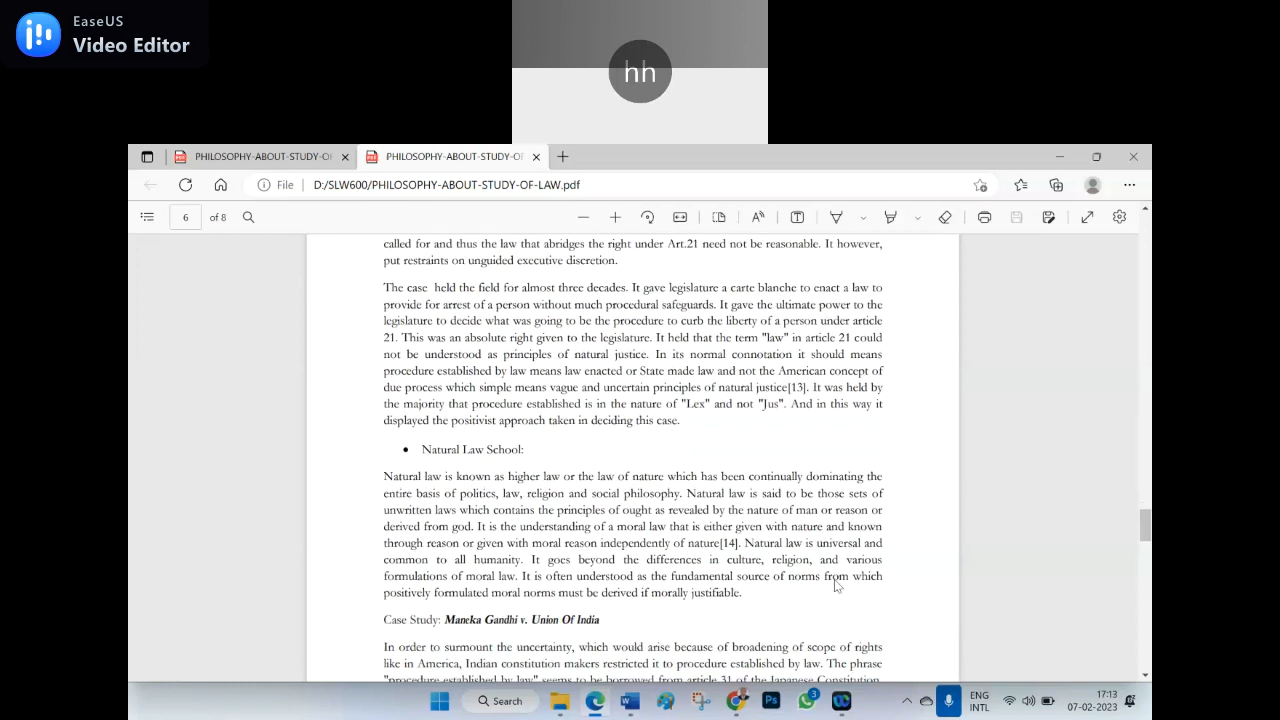 EaseUS
Video Editor
hh
PHILOSOPHY-ABOUT-STUDY-OF
PHILOSOPHY-ABOUT-STUDY-OF
File D:/SLW600/PHILOSOPHY-ABOUT-STUDY-OF-LAW.pdf
6 of 8
called for and thus the law that abridges the right under Art.21 need not be reasonable. It however,
put restraints on unguided executive discretion.
The case held the field for almost three decades. It gave legislature a carte blanche to enact a law to
provide for arrest of a person without much procedural safeguards. It gave the ultimate power to the
legislature to decide what was going to be the procedure to curb the liberty of a person under article
21. This was an absolute right given to the legislature. It held that the term "law" in article 21 could
not be understood as principles of natural justice. In its normal connotation it should means
procedure established by law means law enacted or State made law and not the American concept of
due process which simple means vague and uncertain principles of natural justice[13]. It was held by
the majority that procedure established is in the nature of "Lex" and not "Jus". And in this way it
displayed the positivist approach taken in deciding this case.
• Natural Law School:
Natural law is known as higher law or the law of nature which has been continually dominating the
entire basis of politics, law, religion and social philosophy. Natural law is said to be those sets of
unwritten laws which contains the principles of ought as revealed by the nature of man or reason or
derived from god. It is the understanding of a moral law that is either given with nature and known
through reason or given with moral reason independently of nature[14]. Natural law is universal and
common to all humanity. It goes beyond the differences in culture, religion, and various
formulations of moral law. It is often understood as the fundamental source of norms from which
positively formulated moral norms must be derived if morally justifiable.
Case Study: Maneka Gandhi v. Union Of India
In order to surmount the uncertainty, which would arise because of broadening of scope of rights
like in America, Indian constitution makers restricted it to procedure established by law. The phrase
"procedure established by law" seems to be borrowed from article 31 of the Japanese Constitution.
Search
3
ENG
INTL
17:13
07-02-2023